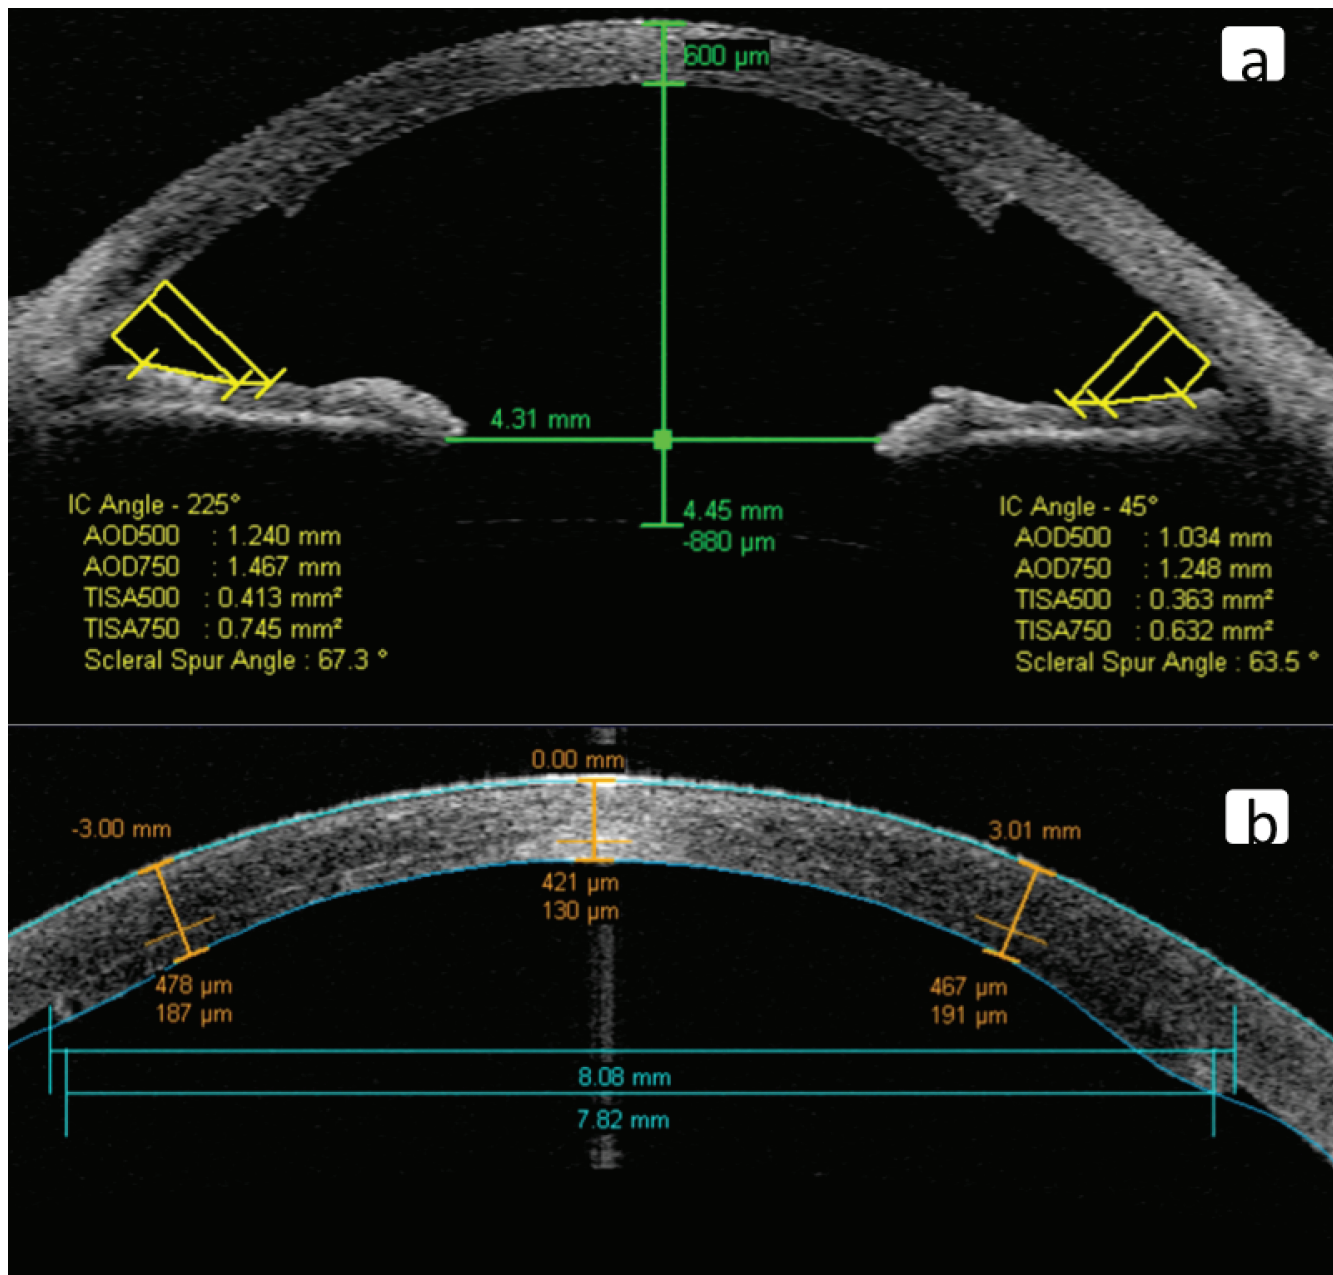 a
600 µm
4.31 mm
4.45 mm
-880 µm
IC Angle - 225°
AOD500 : 1.240 mm
AOD750 : 1.467 mm
TISA500 : 0.413 mm²
TISA750 : 0.745 mm²
Scleral Spur Angle : 67.3 °
IC Angle - 45°
AOD500 : 1.034 mm
AOD750 : 1.248 mm
TISA500 : 0.363 mm²
TISA750 : 0.632 mm²
Scleral Spur Angle : 63.5 °
b
0.00 mm
-3.00 mm
3.01 mm
421 µm
130 µm
478 µm
187 µm
467 µm
191 µm
8.08 mm
7.82 mm